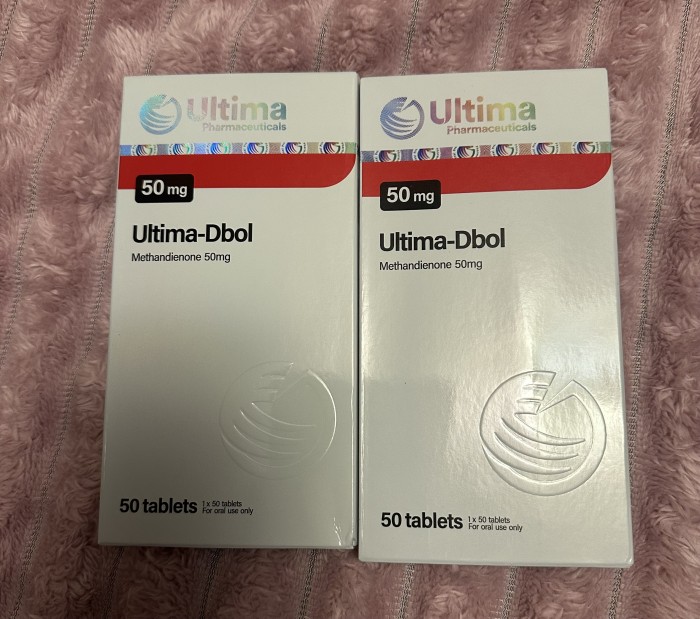 Ultima
Pharmaceuticals
50 mg
Ultima-Dbol
Methandienone 50mg
50 tablets
1 x 50 tablets
For oral use only
Ultima
Pharmaceuticals
50 mg
Ultima-Dbol
Methandienone 50mg
50 tablets
1 x 50 tablets
For oral use only